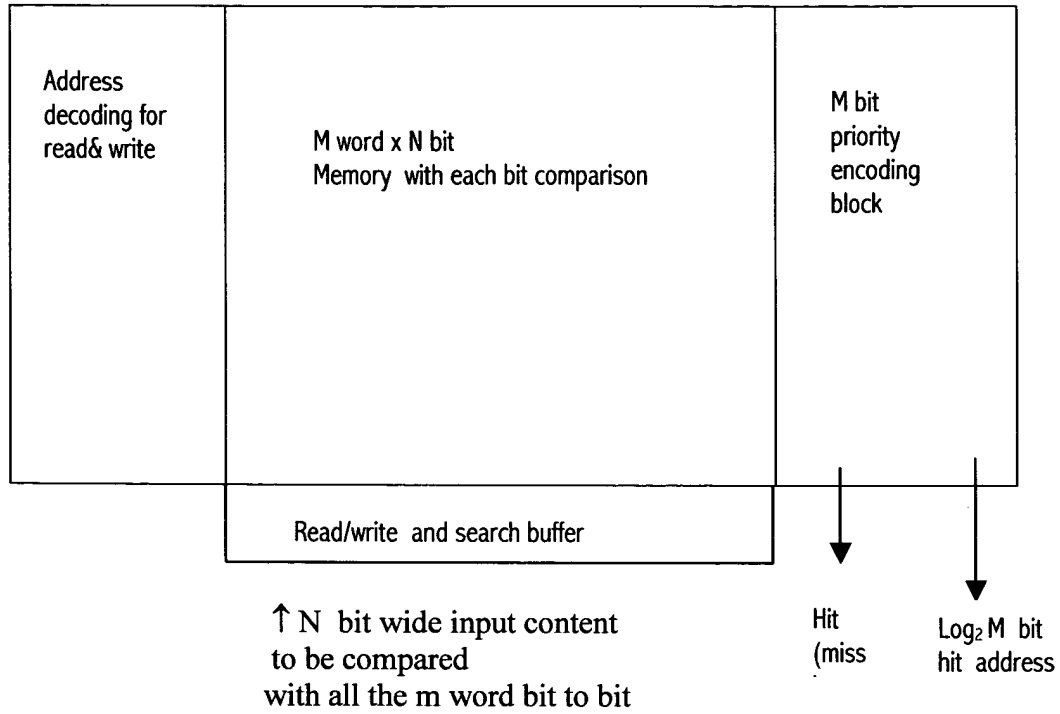 Address
decoding for
read& write
M word x N bit
Memory with each bit comparison
M bit
priority
encoding
block
Read/write and search buffer
↑ N bit wide input content
to be compared
with all the m word bit to bit
Hit
(miss
Log₂ M bit
hit address